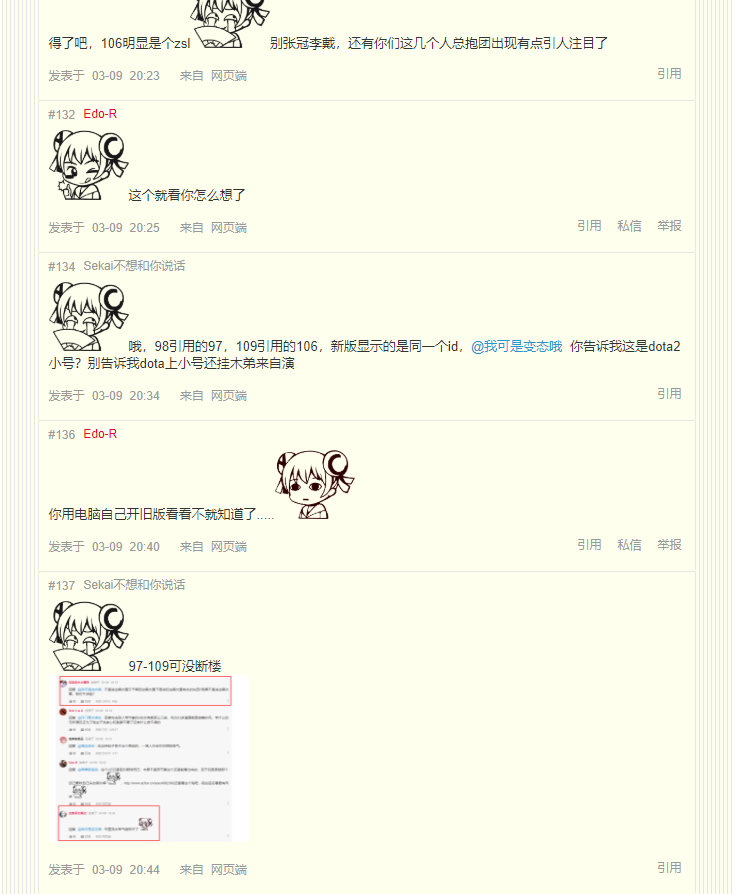 得了吧，106明显是个zsl 别张冠李戴，还有你们这几个人总抱团出现有点引人注目了
发表于 03-09 20:23 来自 网页端 引用
#132 Edo-R
这个就看你怎么想了
发表于 03-09 20:25 来自 网页端 引用 私信 举报
#134 Sekai不想和你说话
哦，98引用的97，109引用的106，新版显示的是同一个id，@我可是变态哦 你告诉我这是dota2
小号？别告诉我dota上小号还挂木弟来自演
发表于 03-09 20:34 来自 网页端 引用
#136 Edo-R
你用电脑自己开旧版看看不就知道了.....
发表于 03-09 20:40 来自 网页端 引用 私信 举报
#137 Sekai不想和你说话
97-109可没断楼
发表于 03-09 20:44 来自 网页端 引用